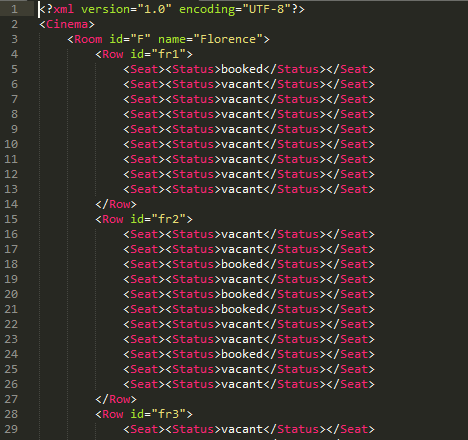 1 <?xml version="1.0" encoding="UTF-8"?>
2 <Cinema>
3 <Room id="F" name="Florence">
4 <Row id="fr1">
5 <Seat><Status>booked</Status></Seat>
6 <Seat><Status>vacant</Status></Seat>
7 <Seat><Status>vacant</Status></Seat>
8 <Seat><Status>vacant</Status></Seat>
9 <Seat><Status>vacant</Status></Seat>
10 <Seat><Status>vacant</Status></Seat>
11 <Seat><Status>vacant</Status></Seat>
12 <Seat><Status>vacant</Status></Seat>
13 <Seat><Status>vacant</Status></Seat>
14 </Row>
15 <Row id="fr2">
16 <Seat><Status>vacant</Status></Seat>
17 <Seat><Status>vacant</Status></Seat>
18 <Seat><Status>booked</Status></Seat>
19 <Seat><Status>vacant</Status></Seat>
20 <Seat><Status>booked</Status></Seat>
21 <Seat><Status>booked</Status></Seat>
22 <Seat><Status>vacant</Status></Seat>
23 <Seat><Status>vacant</Status></Seat>
24 <Seat><Status>booked</Status></Seat>
25 <Seat><Status>vacant</Status></Seat>
26 <Seat><Status>vacant</Status></Seat>
27 </Row>
28 <Row id="fr3">
29 <Seat><Status>vacant</Status></Seat>